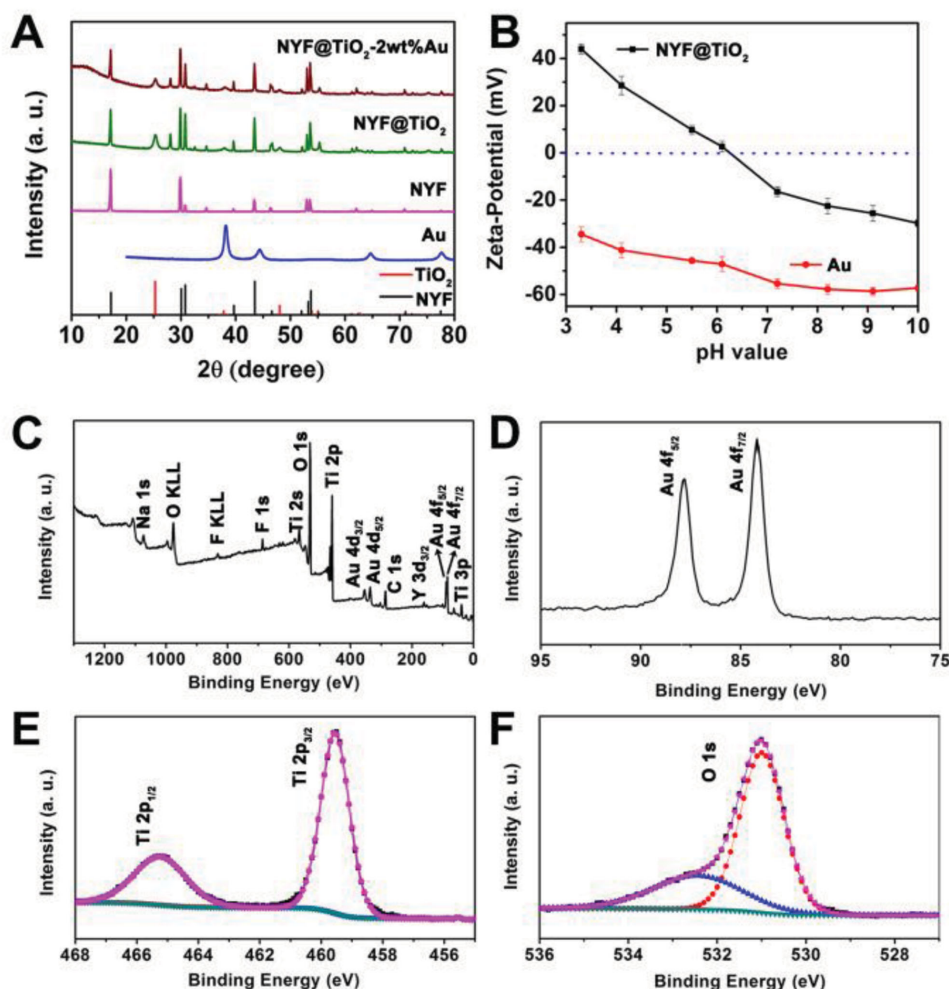 A
NYF@TiO₂-2wt%Au
NYF@TiO₂
NYF
Au
TiO₂
NYF
Intensity (a. u.)
10 20 30 40 50 60 70 80
2θ (degree)
B
NYF@TiO₂
Au
Zeta-Potential (mV)
40
20
0
-20
-40
-60
3 4 5 6 7 8 9 10
pH value
C
Na 1s
O KLL
F KLL
F 1s
Ti 2s
O 1s
Ti 2p
Au 4d₃/₂
Au 4d₅/₂
C 1s
Y 3d₃/₂
Au 4f₅/₂
Au 4f₇/₂
Ti 3p
Intensity (a. u.)
1200 1000 800 600 400 200 0
Binding Energy (eV)
D
Au 4f₅/₂
Au 4f₇/₂
Intensity (a. u.)
95 90 85 80 75
Binding Energy (eV)
E
Ti 2p₁/₂
Ti 2p₃/₂
Intensity (a. u.)
468 466 464 462 460 458 456
Binding Energy (eV)
F
O 1s
Intensity (a. u.)
536 534 532 530 528
Binding Energy (eV)